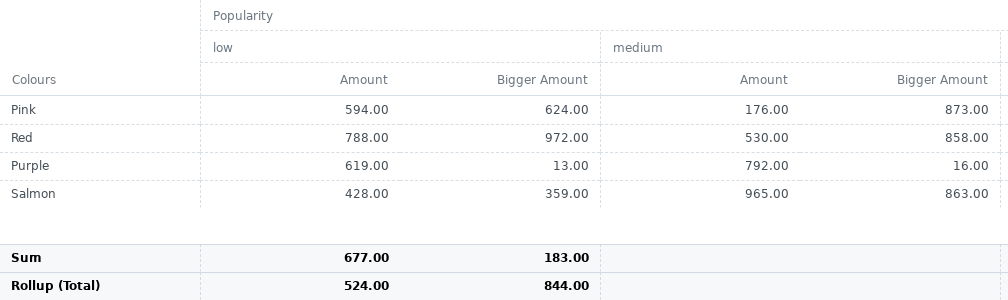 Popularity
low medium
Colours Amount Bigger Amount Amount Bigger Amount
Pink 594.00 624.00 176.00 873.00
Red 788.00 972.00 530.00 858.00
Purple 619.00 13.00 792.00 16.00
Salmon 428.00 359.00 965.00 863.00
Sum 677.00 183.00
Rollup (Total) 524.00 844.00